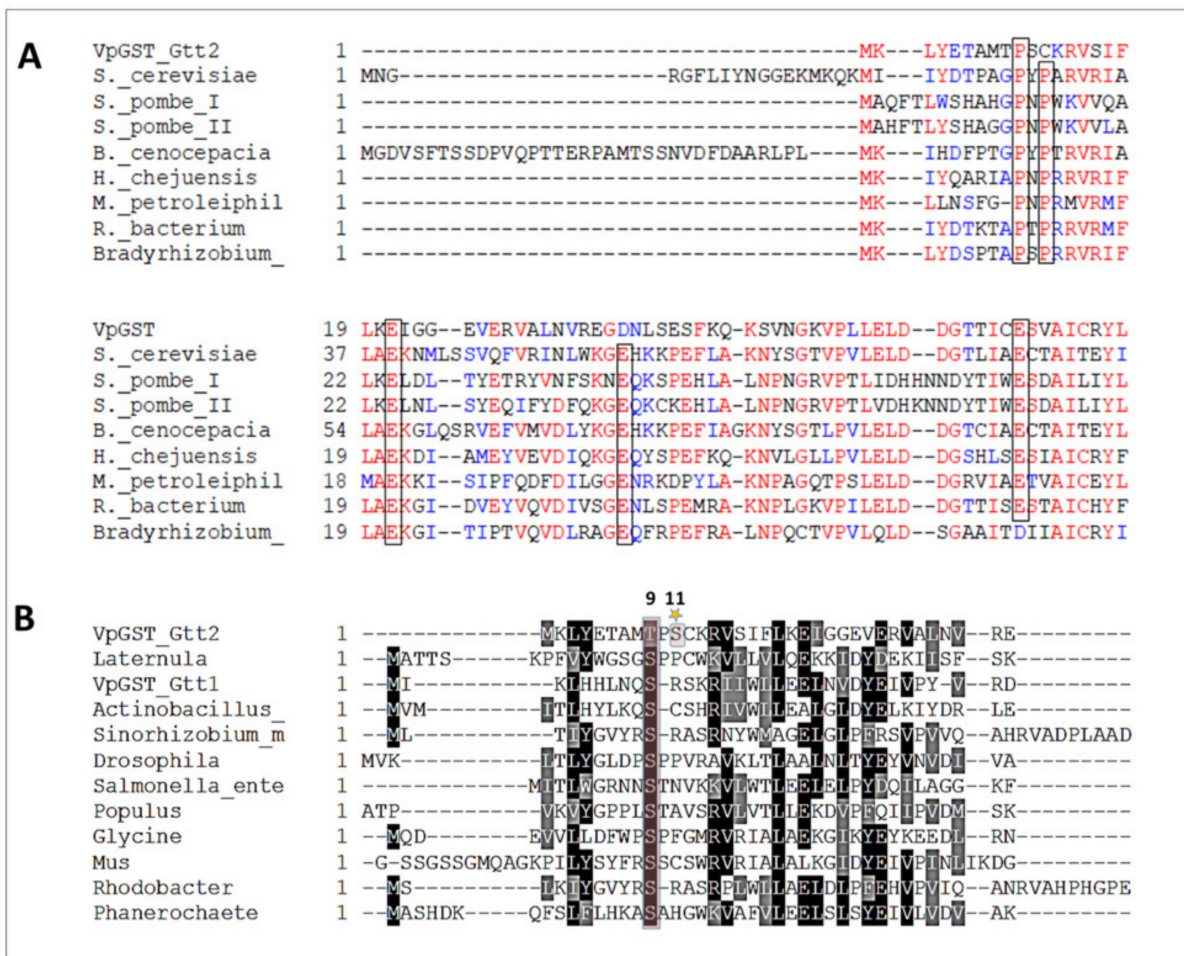 A
VpGST_Gtt2 1 ---------------------------------------MK---LYETAMTPSCKRVSIF
S._cerevisiae 1 MNG---------------------RGFLIYNGGEKMKQKMI---IYDTPAGPYPARVRIA
S._pombe_I 1 ---------------------------------------MAQFTLWSHAHGPNPWKVVQA
S._pombe_II 1 ---------------------------------------MAHFTLYSHAGGPNPWKVVLA
B._cenocepacia 1 MGDVSFTSSDPVQPTTERPAMTSSNVDFDAARLPL----MK---IHDFPTGPYPTRVRIA
H._chejuensis 1 ---------------------------------------MK---IYQARIAPNPRRVRIF
M._petroleiphil 1 ---------------------------------------MK---LLNSFG-PNPRMVRMF
R._bacterium 1 ---------------------------------------MK---IYDTKTAPTPRRVRMF
Bradyrhizobium_ 1 ---------------------------------------MK---LYDSPTAPSPRRVRIF
VpGST 19 LKEIGG--EVERVALNVREGDNLSESFKQ-KSVNGKVPLLELD--DGTTICESVAICRYL
S._cerevisiae 37 LAEKNMLSSVQFVRINLWKGEHKKPEFLA-KNYSGTVPVLELD--DGTLIAECTAITEYI
S._pombe_I 22 LKELDL--TYETRYVNFSKNEQKSPEHLA-LNPNGRVPTLIDHHNNDYTIWESDAILIYL
S._pombe_II 22 LKELNL--SYEQIFYDFQKGEQKCKEHLA-LNPNGRVPTLVDHKNNDYTIWESDAILIYL
B._cenocepacia 54 LAEKGLQSRVEFVMVDLYKGEHKKPEFIAGKNYSGTLPVLELD--DGTCIAECTAITEYL
H._chejuensis 19 LAEKDI--AMEYVEVDIQKGEQYSPEFKQ-KNVLGLLPVLELD--DGSHLSESIAICRYF
M._petroleiphil 18 MAEKKI--SIPFQDFDILGGENRKDPYLA-KNPAGQTPSLELD--DGRVIAETVAICEYL
R._bacterium 19 LAEKGI--DVEYVQVDIVSGENLSPEMRA-KNPLGKVPILELD--DGTTISESTAICHYF
Bradyrhizobium_ 19 LAEKGI--TIPTVQVDLRAGEQFRPEFRA-LNPQCTVPVLQLD--SGAAITDIIAICRYI
B
9 11
VpGST_Gtt2 1 --------------MKLYETAMTPSCKRVSIFLKEIGGEVERVALNV--RE---------
Laternula 1 --MATTS------KPFVYWGSGSPPCWKVLLVLQEKKIDYDEKIISF--SK---------
VpGST_Gtt1 1 --MI-----------KLHHLNQS-RSKRIIWLLEELNVDYEIVPY-V--RD---------
Actinobacillus_ 1 --MVM---------ITLHYLKQS-CSHRIVWLLEALGLDYELKIYDR--LE---------
Sinorhizobium_m 1 --ML-----------TIYGVYRS-RASRNYWMAGELGLPFRSVPVVQ--AHRVADPLAAD
Drosophila 1 MVK-----------LTLYGLDPSPPVRAVKLTLAALNLTYEYVNVDI--VA---------
Salmonella_ente 1 -------------MITLWGRNNSTNVKKVLWTLEELELPYDQILAGG--KF---------
Populus 1 ATP-----------VKVYGPPLSTAVSRVLVTLLEKDVPFQIIPVDM--SK---------
Glycine 1 --MQD--------EVVLLDFWPSPFGMRVRIALAEKGIKYEYKEEDL--RN---------
Mus 1 -G-SSGSSGMQAGKPILYSYFRSSCSWRVRIALALKGIDYEIVPINLIKDG---------
Rhodobacter 1 --MS----------LKIYGVYRS-RASRPLWLLAELDLPFEHVPVIQ--ANRVAHPHGPE
Phanerochaete 1 --MASHDK-----QFSLFLHKASAHGWKVAFVLEELSLSYEIVLVDV--AK---------